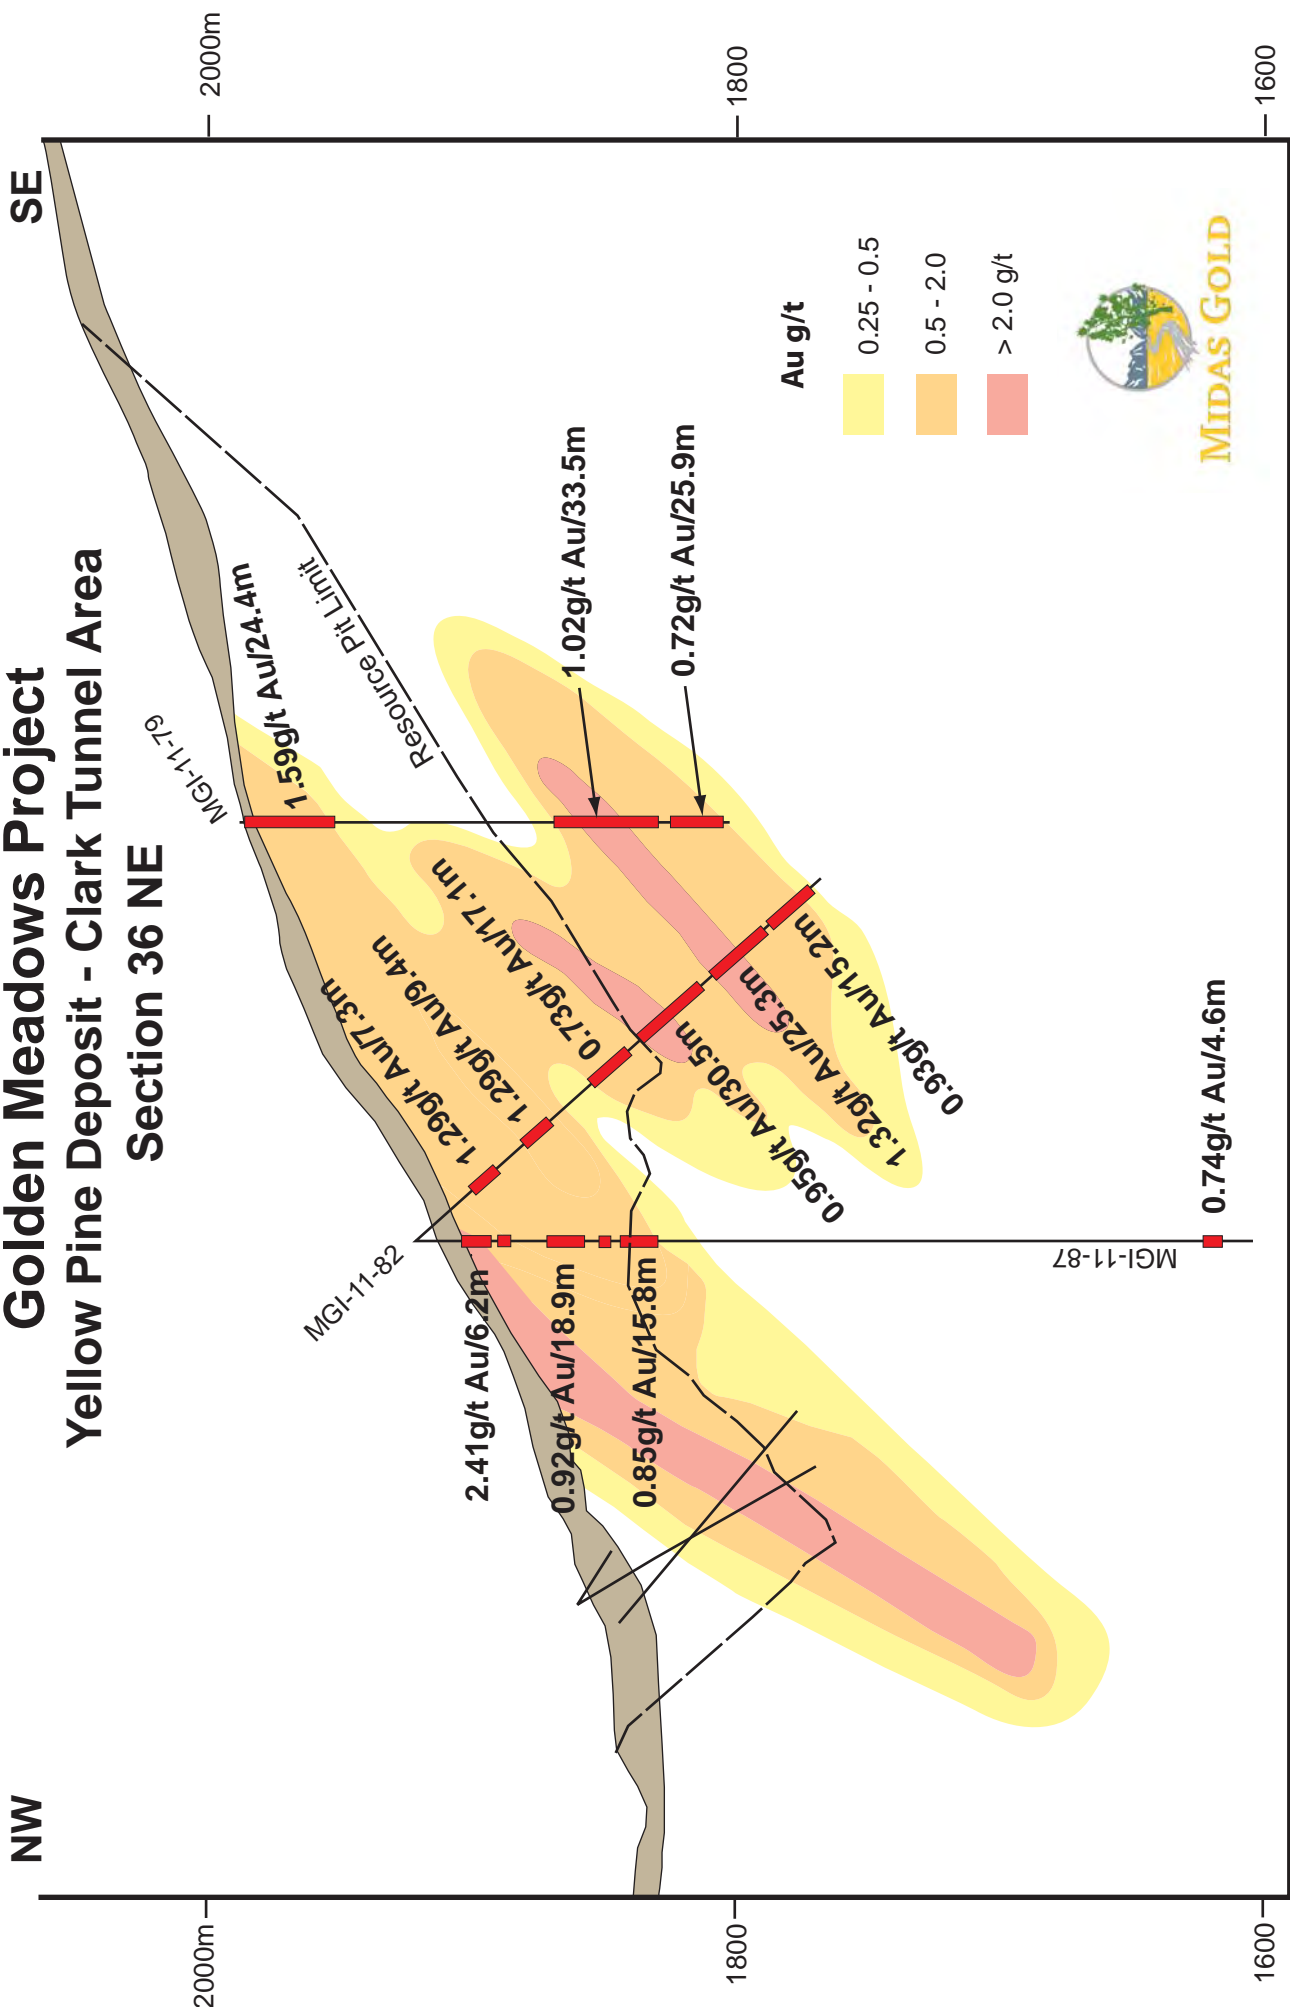 Golden Meadows Project
Yellow Pine Deposit - Clark Tunnel Area
Section 36 NE
NW
SE
2000m
2000m
1800
1800
1600
1600
MGI-11-79
1.59g/t Au/24.4m
Resource Pit Limit
1.02g/t Au/33.5m
0.72g/t Au/25.9m
MGI-11-82
1.29g/t Au/7.3m
1.29g/t Au/9.4m
0.73g/t Au/17.1m
0.95g/t Au/30.5m
1.32g/t Au/25.3m
0.93g/t Au/15.2m
2.41g/t Au/6.2m
0.92g/t Au/18.9m
0.85g/t Au/15.8m
MGI-11-87
0.74g/t Au/4.6m
Au g/t
0.25 - 0.5
0.5 - 2.0
> 2.0 g/t
MIDAS GOLD